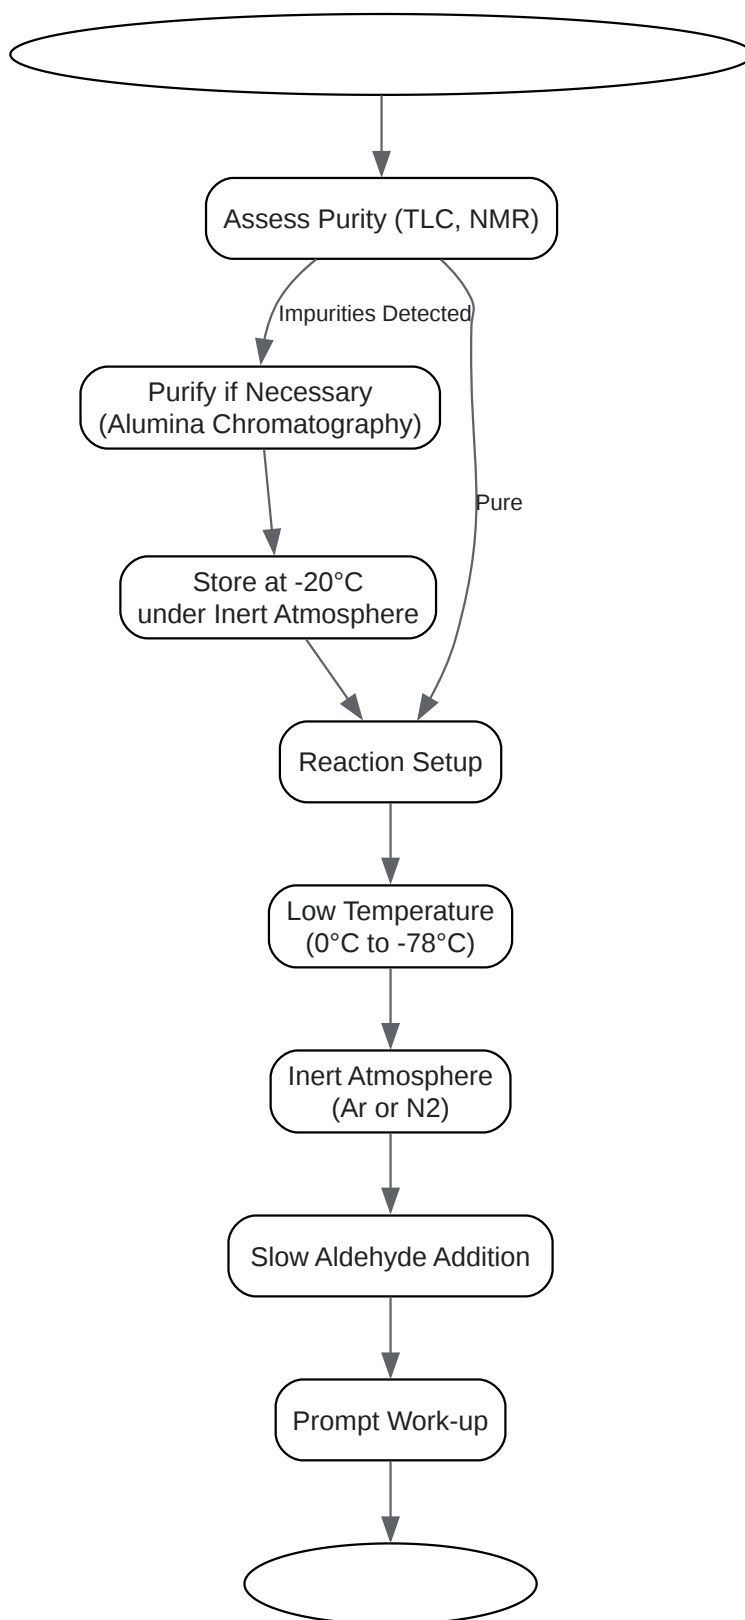 Assess Purity (TLC, NMR)
Impurities Detected
Purify if Necessary
(Alumina Chromatography)
Pure
Store at -20°C
under Inert Atmosphere
Reaction Setup
Low Temperature
(0°C to -78°C)
Inert Atmosphere
(Ar or N2)
Slow Aldehyde Addition
Prompt Work-up